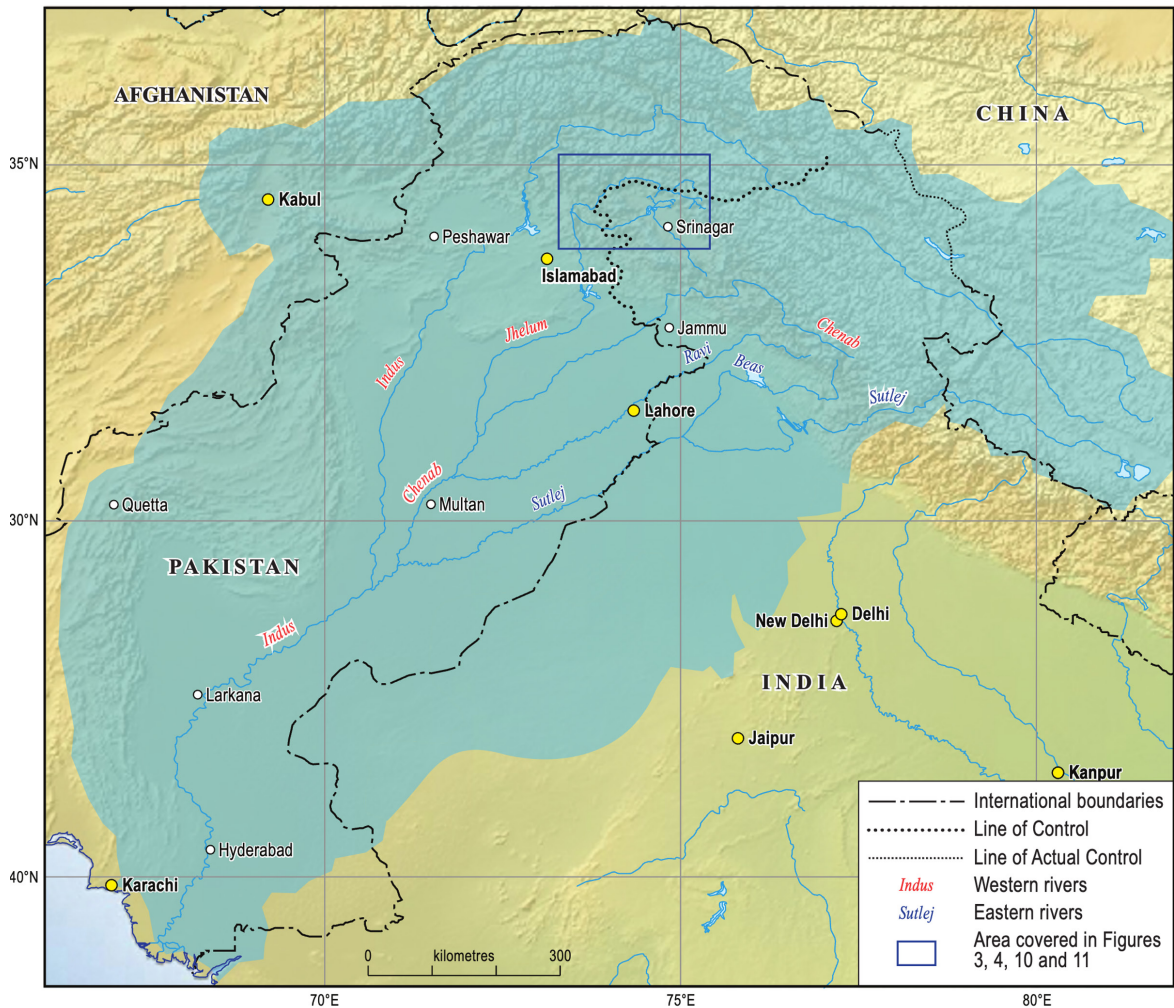 AFGHANISTAN
CHINA
35°N
Kabul
Peshawar
Srinagar
Islamabad
Jhelum
Jammu
Chenab
Indus
Ravi
Beas
Sutlej
Lahore
Chenab
Quetta
Multan
Sutlej
30°N
PAKISTAN
New Delhi
Delhi
Indus
INDIA
Larkana
Jaipur
Kanpur
International boundaries
Line of Control
Hyderabad
Line of Actual Control
40°N
Karachi
Indus Western rivers
Sutlej Eastern rivers
Area covered in Figures
3, 4, 10 and 11
0 kilometres 300
70°E 75°E 80°E